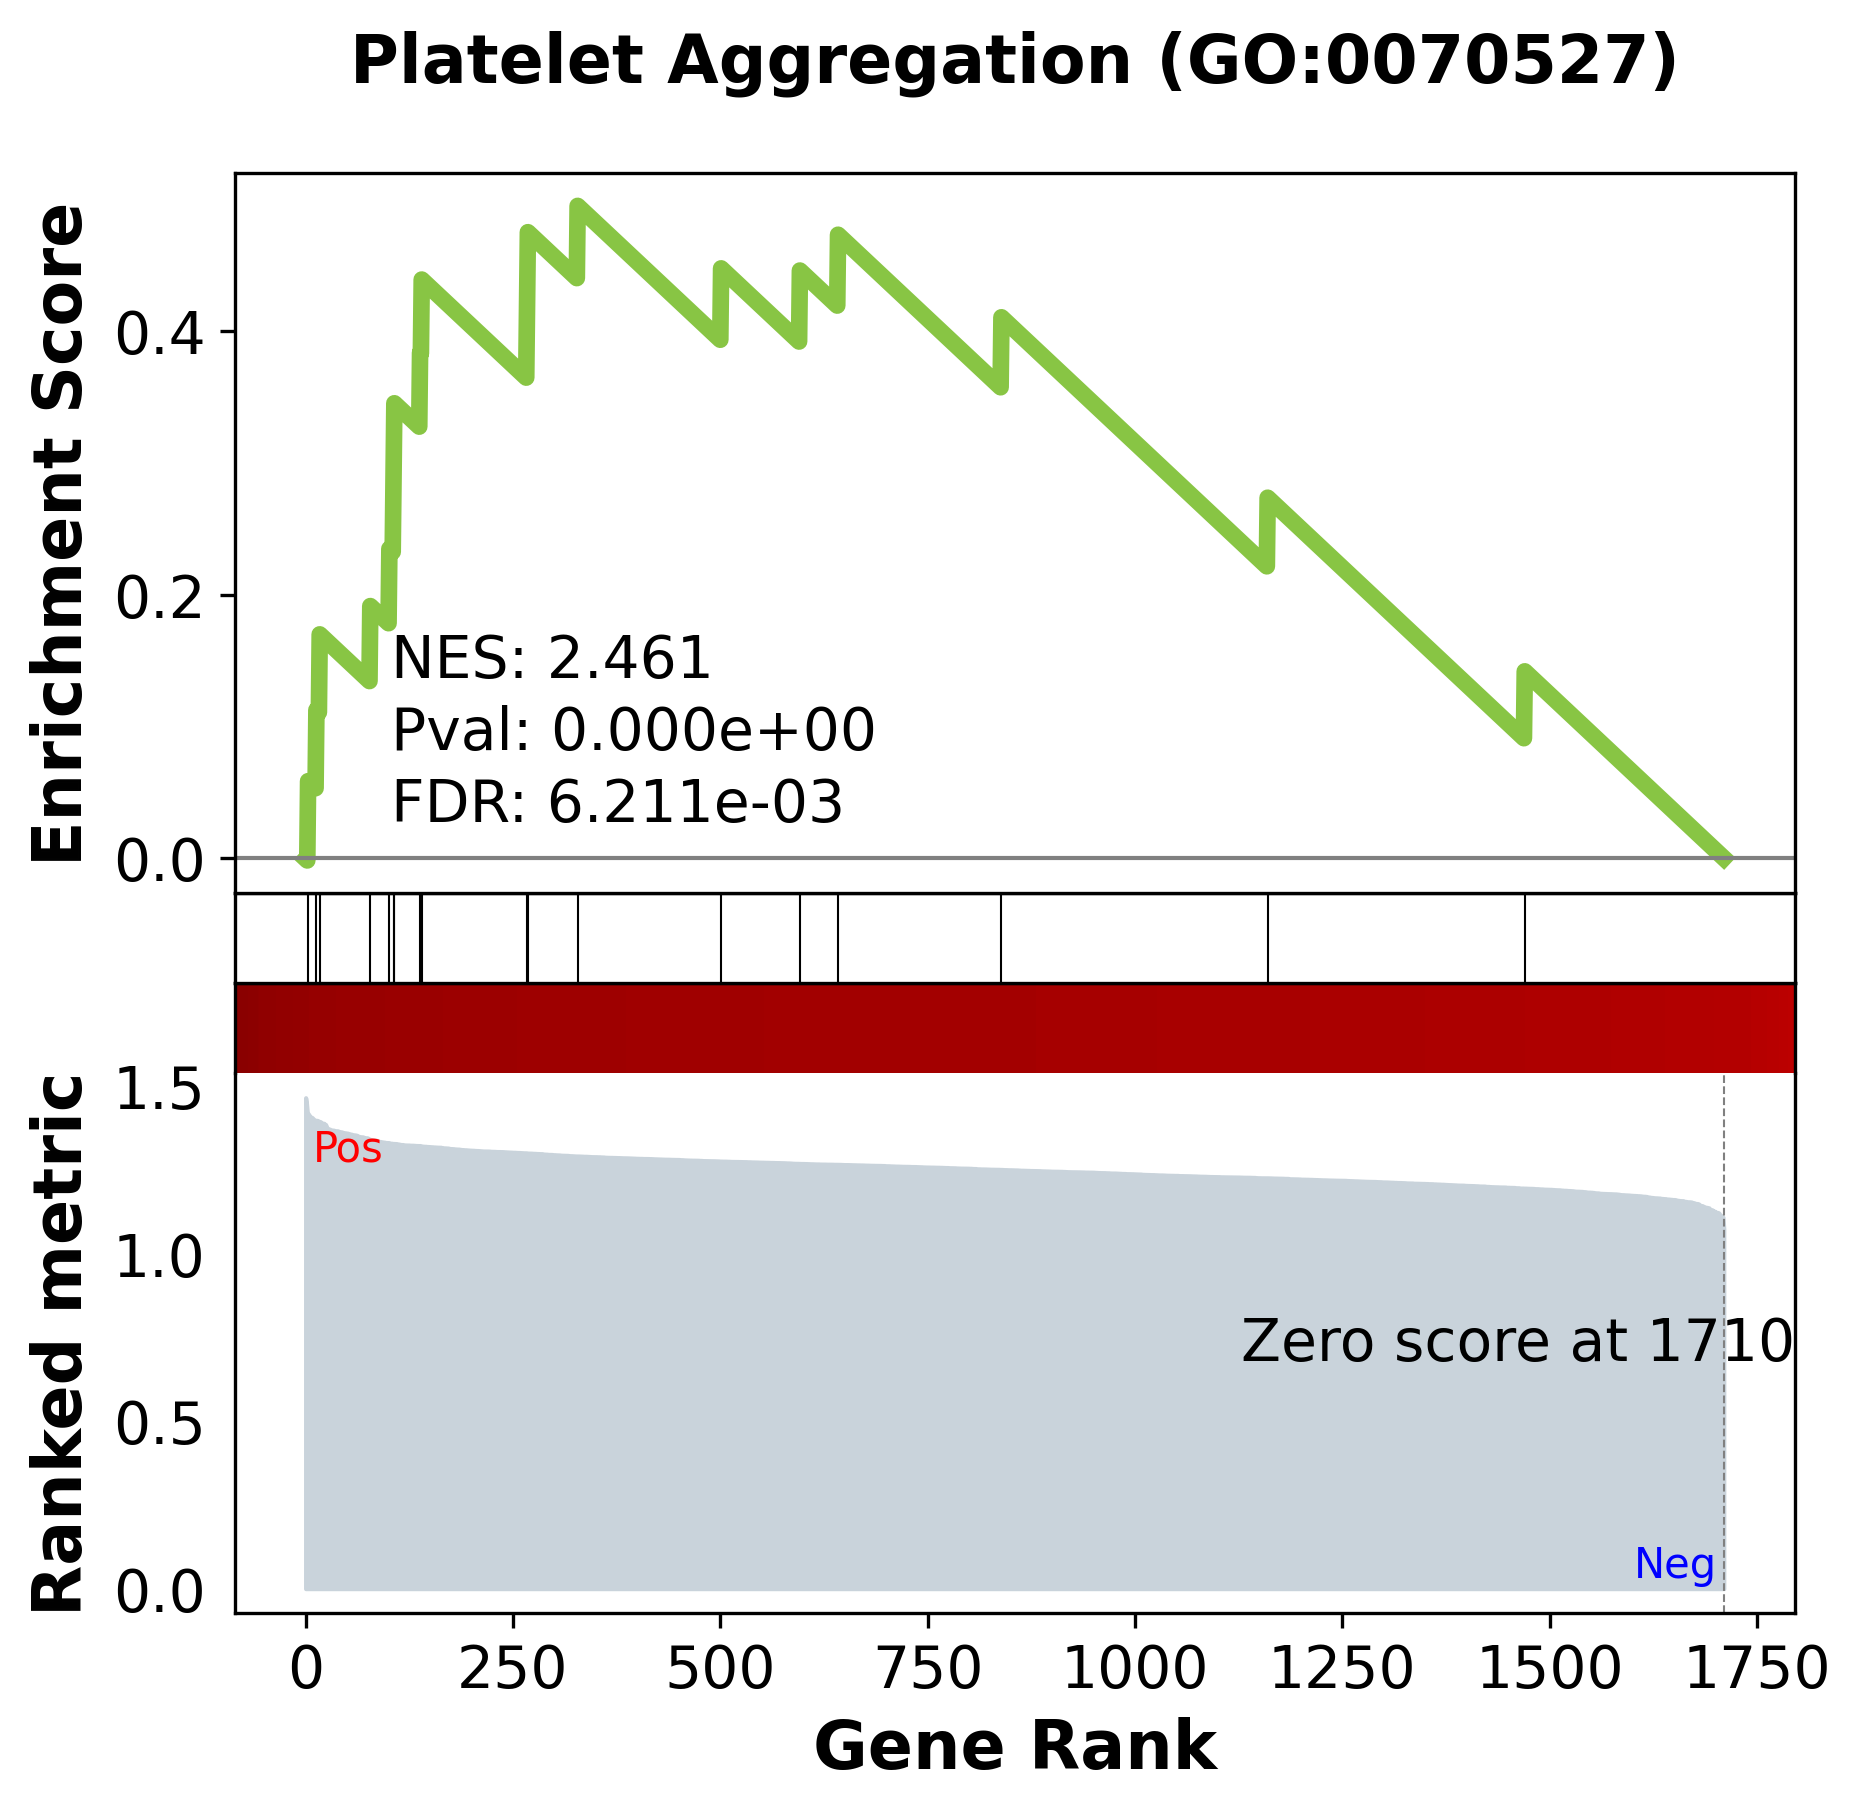 Platelet Aggregation (GO:0070527)
Enrichment Score
0.4
0.2
0.0
NES: 2.461
Pval: 0.000e+00
FDR: 6.211e-03
Ranked metric
1.5
1.0
0.5
0.0
Pos
Zero score at 1710
Neg
0 250 500 750 1000 1250 1500 1750
Gene Rank